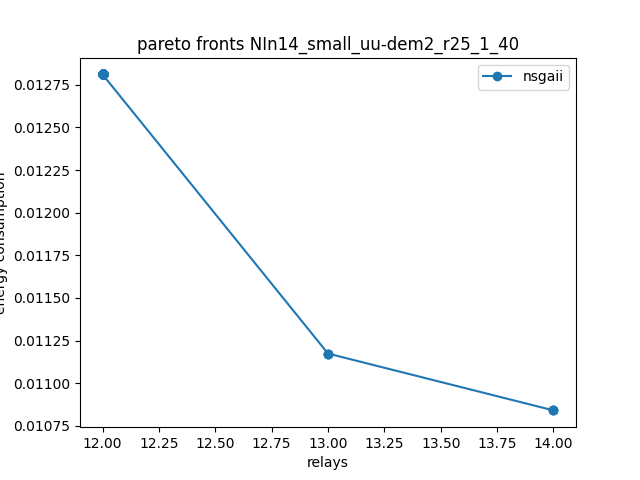 pareto fronts NIn14_small_uu-dem2_r25_1_40
nsgaii
0.01275
0.01250
0.01225
0.01200
0.01175
0.01150
0.01125
0.01100
0.01075
energy consumption
12.00 12.25 12.50 12.75 13.00 13.25 13.50 13.75 14.00
relays